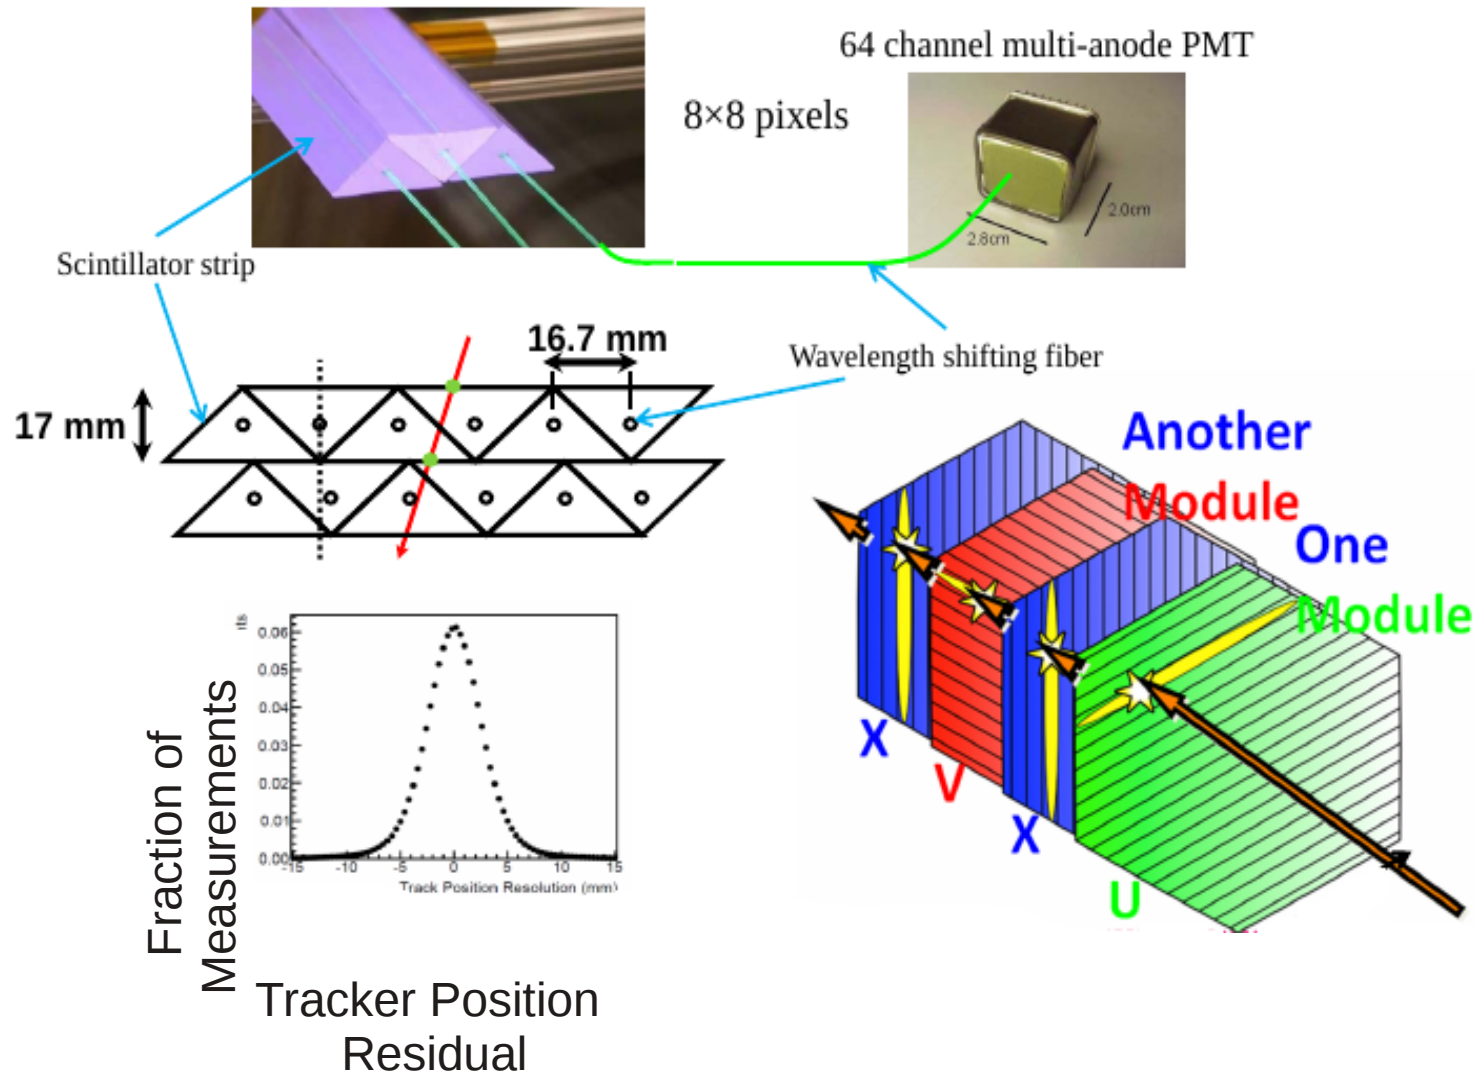 64 channel multi-anode PMT
8×8 pixels
2.0cm
2.8cm
Scintillator strip
16.7 mm
Wavelength shifting fiber
17 mm
Another
Module
One
Module
X
V
X
U
0.06
0.05
0.04
0.03
0.02
0.01
0.00
-15 -10 -5 0 5 10 15
Track Position Resolution (mm)
Fraction of
Measurements
Tracker Position
Residual